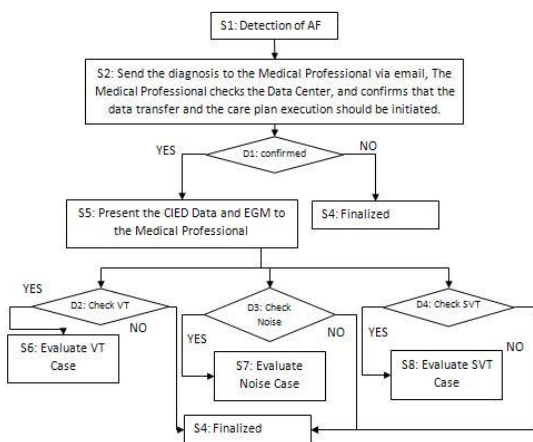 S1: Detection of AF
S2: Send the diagnosis to the Medical Professional via email, The
Medical Professional checks the Data Center, and confirms that the
data transfer and the care plan execution should be initiated.
YES
NO
D1: confirmed
S5: Present the CIED Data and EGM to
the Medical Professional
S4: Finalized
YES
D2: Check VT
NO
D3: Check
Noise
YES
NO
D4: Check SVT
YES
NO
S6: Evaluate VT
Case
S7: Evaluate
Noise Case
S8: Evaluate SVT
Case
S4: Finalized